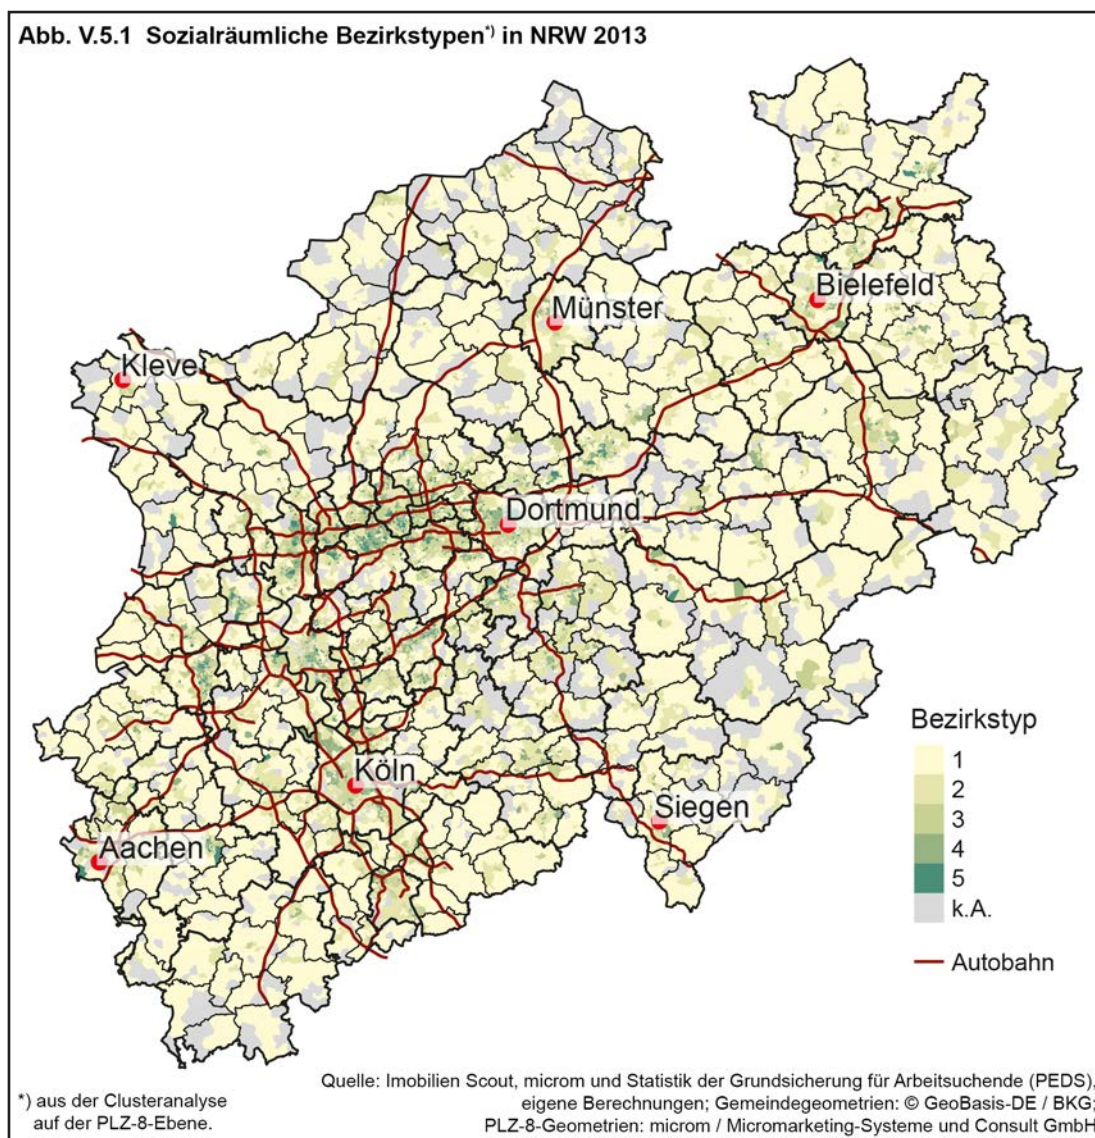 Abb. V.5.1 Sozialräumliche Bezirkstypen*) in NRW 2013
Bielefeld
Münster
Kleve
Dortmund
Köln
Siegen
Aachen
Bezirkstyp
1
2
3
4
5
k.A.
Autobahn
*) aus der Clusteranalyse
auf der PLZ-8-Ebene.
Quelle: Imobilien Scout, microm und Statistik der Grundsicherung für Arbeitsuchende (PEDS),
eigene Berechnungen; Gemeindegeometrien: © GeoBasis-DE / BKG;
PLZ-8-Geometrien: microm / Micromarketing-Systeme und Consult GmbH